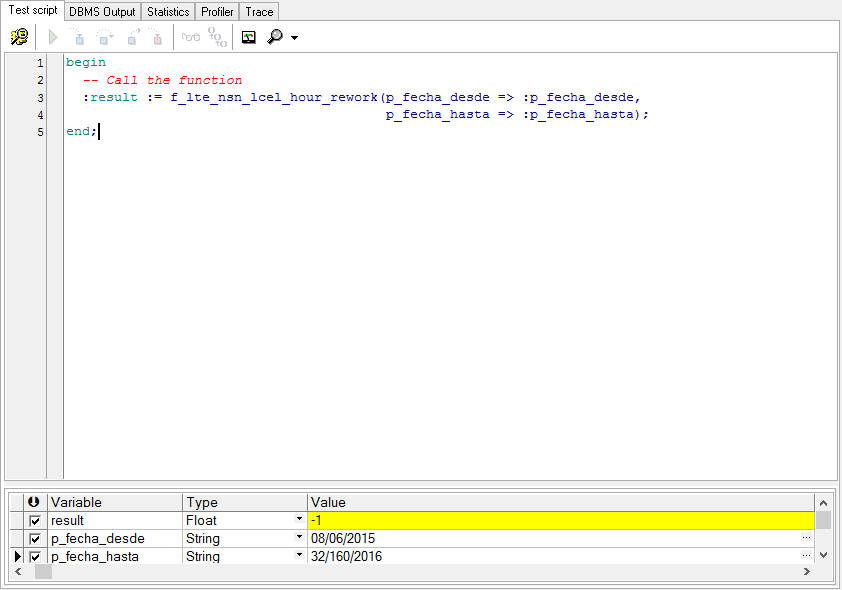 Test script DBMS Output Statistics Profiler Trace
1 begin
2 -- Call the function
3 :result := f_lte_nsn_lcel_hour_rework(p_fecha_desde => :p_fecha_desde,
4 p_fecha_hasta => :p_fecha_hasta);
5 end;
Variable Type Value
result Float -1
p_fecha_desde String 08/06/2015 ...
p_fecha_hasta String 32/160/2016 ...